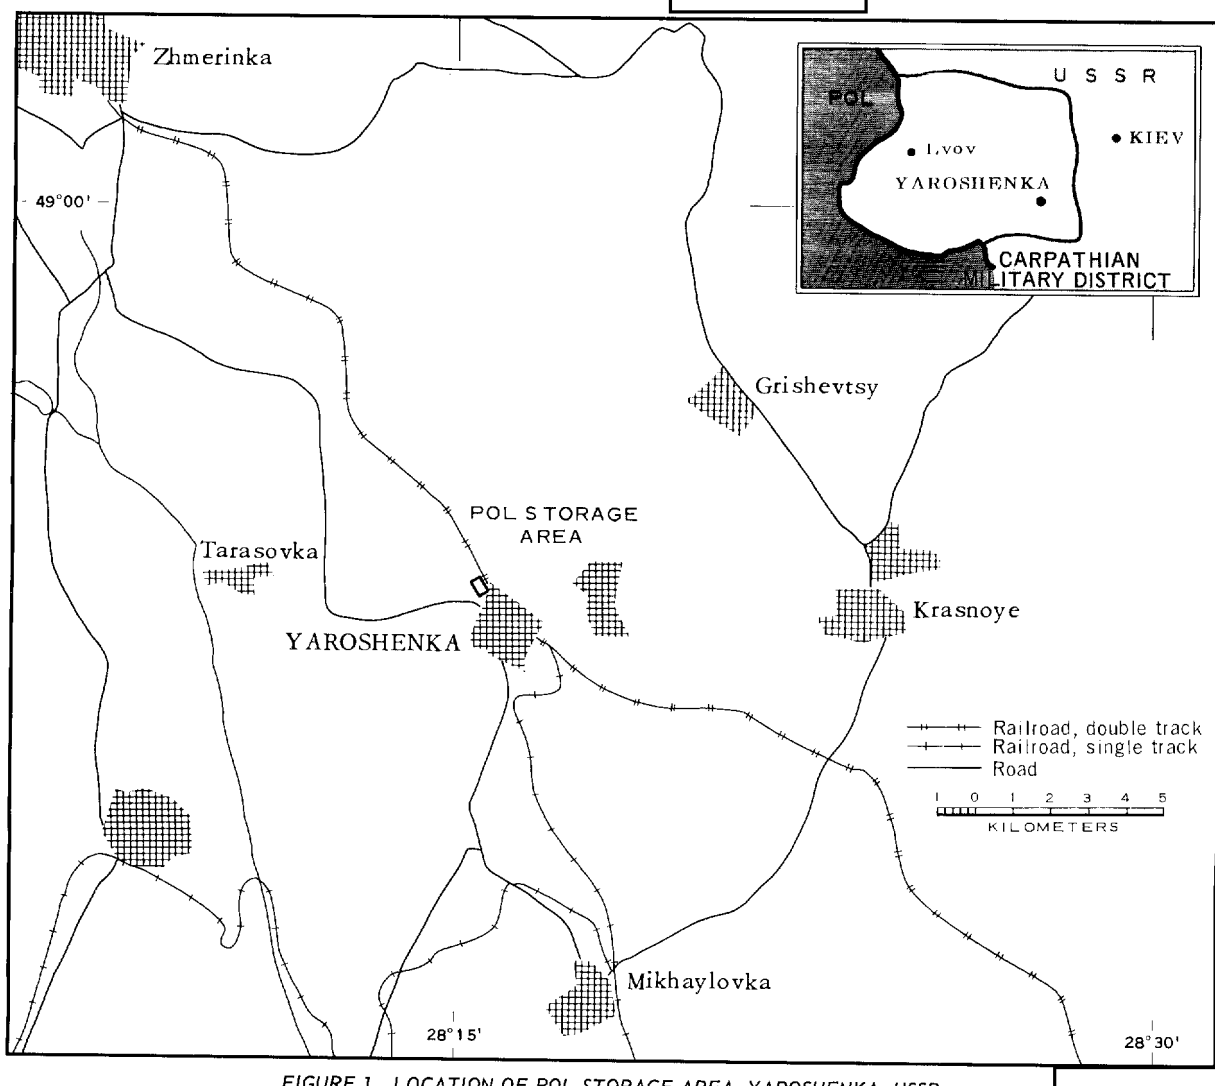 Zhmerinka
USSR
POL
KIEV
Lvov
YAROSHENKA
49°00'
CARPATHIAN
MILITARY DISTRICT
Grishevtsy
POL STORAGE
AREA
Tarasovka
Krasnoye
YAROSHENKA
Railroad, double track
Railroad, single track
Road
1 0 1 2 3 4 5
KILOMETERS
Mikhaylovka
28°15'
28°30'
FIGURE 1. LOCATION OF POL STORAGE AREA, YAROSHENKA, USSR